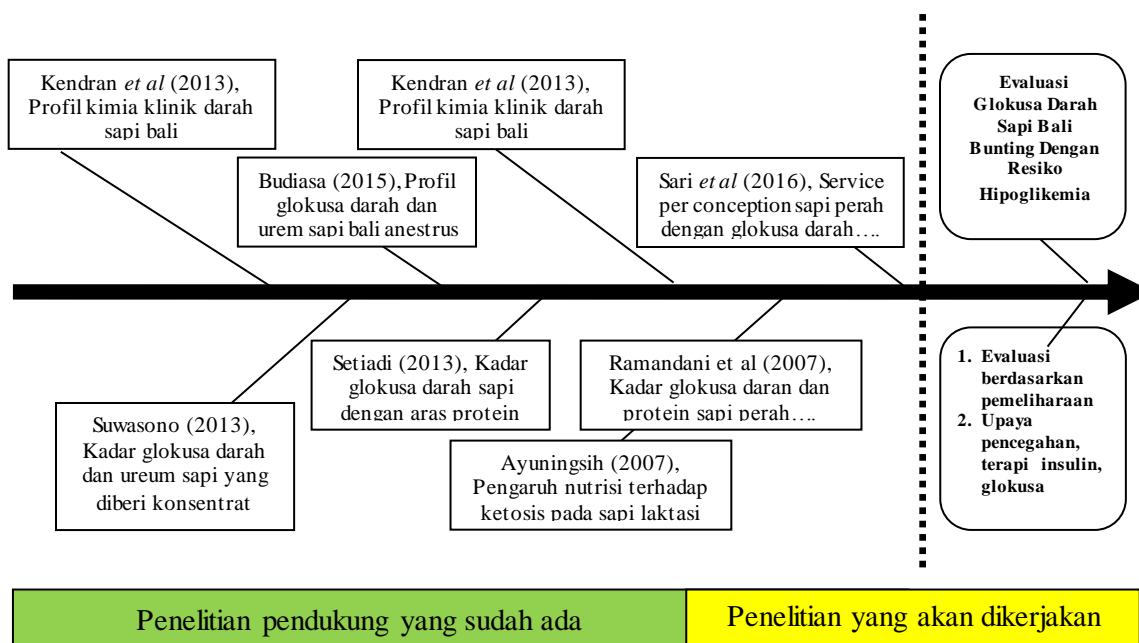 Kendran et al (2013),
Profil kimia klinik darah
sapi bali
Kendran et al (2013),
Profil kimia klinik darah
sapi bali
Evaluasi
Glokusa Darah
Sapi Bali
Bunting Dengan
Resiko
Hipoglikemia
Budiasa (2015), Profil
glokusa darah dan
urem sapi bali anestrus
Sari et al (2016), Service
per conception sapi perah
dengan glokusa darah….
Setiadi (2013), Kadar
glokusa darah sapi
dengan aras protein
Ramandani et al (2007),
Kadar glokusa daran dan
protein sapi perah….
1. Evaluasi
berdasarkan
pemeliharaan
2. Upaya
pencegahan,
terapi insulin,
glokusa
Suwasono (2013),
Kadar glokusa darah
dan ureum sapi yang
diberi konsentrat
Ayuningsih (2007),
Pengaruh nutrisi terhadap
ketosis pada sapi laktasi
Penelitian pendukung yang sudah ada
Penelitian yang akan dikerjakan